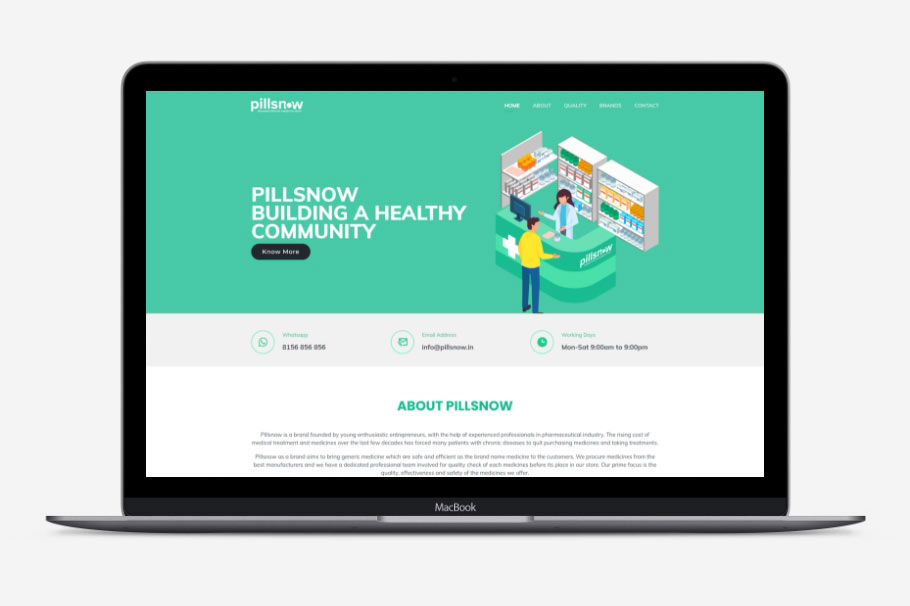 pillsnow
HOME ABOUT QUALITY BRANDS CONTACT
PILLSNOW
BUILDING A HEALTHY
COMMUNITY
Know More
pillsnow
Whatsapp
8156 856 856
Email Address
info@pillsnow.in
Working Days
Mon-Sat 9:00am to 9:00pm
ABOUT PILLSNOW
Pillsnow is a brand founded by young enthusiastic entrepreneurs, with the help of experienced professionals in pharmaceutical industry. The rising cost of
medical treatment and medicines over the last few decades has forced many patients with chronic diseases to quit purchasing medicines and taking treatments.
Pillsnow as a brand aims to bring generic medicine which are safe and efficient as the brand name medicine to the customers. We procure medicines from the
best manufacturers and we have a dedicated professional team involved for quality check of each medicines before its place in our store. Our prime focus is the
quality, effectiveness and safety of the medicines we offer.
MacBook